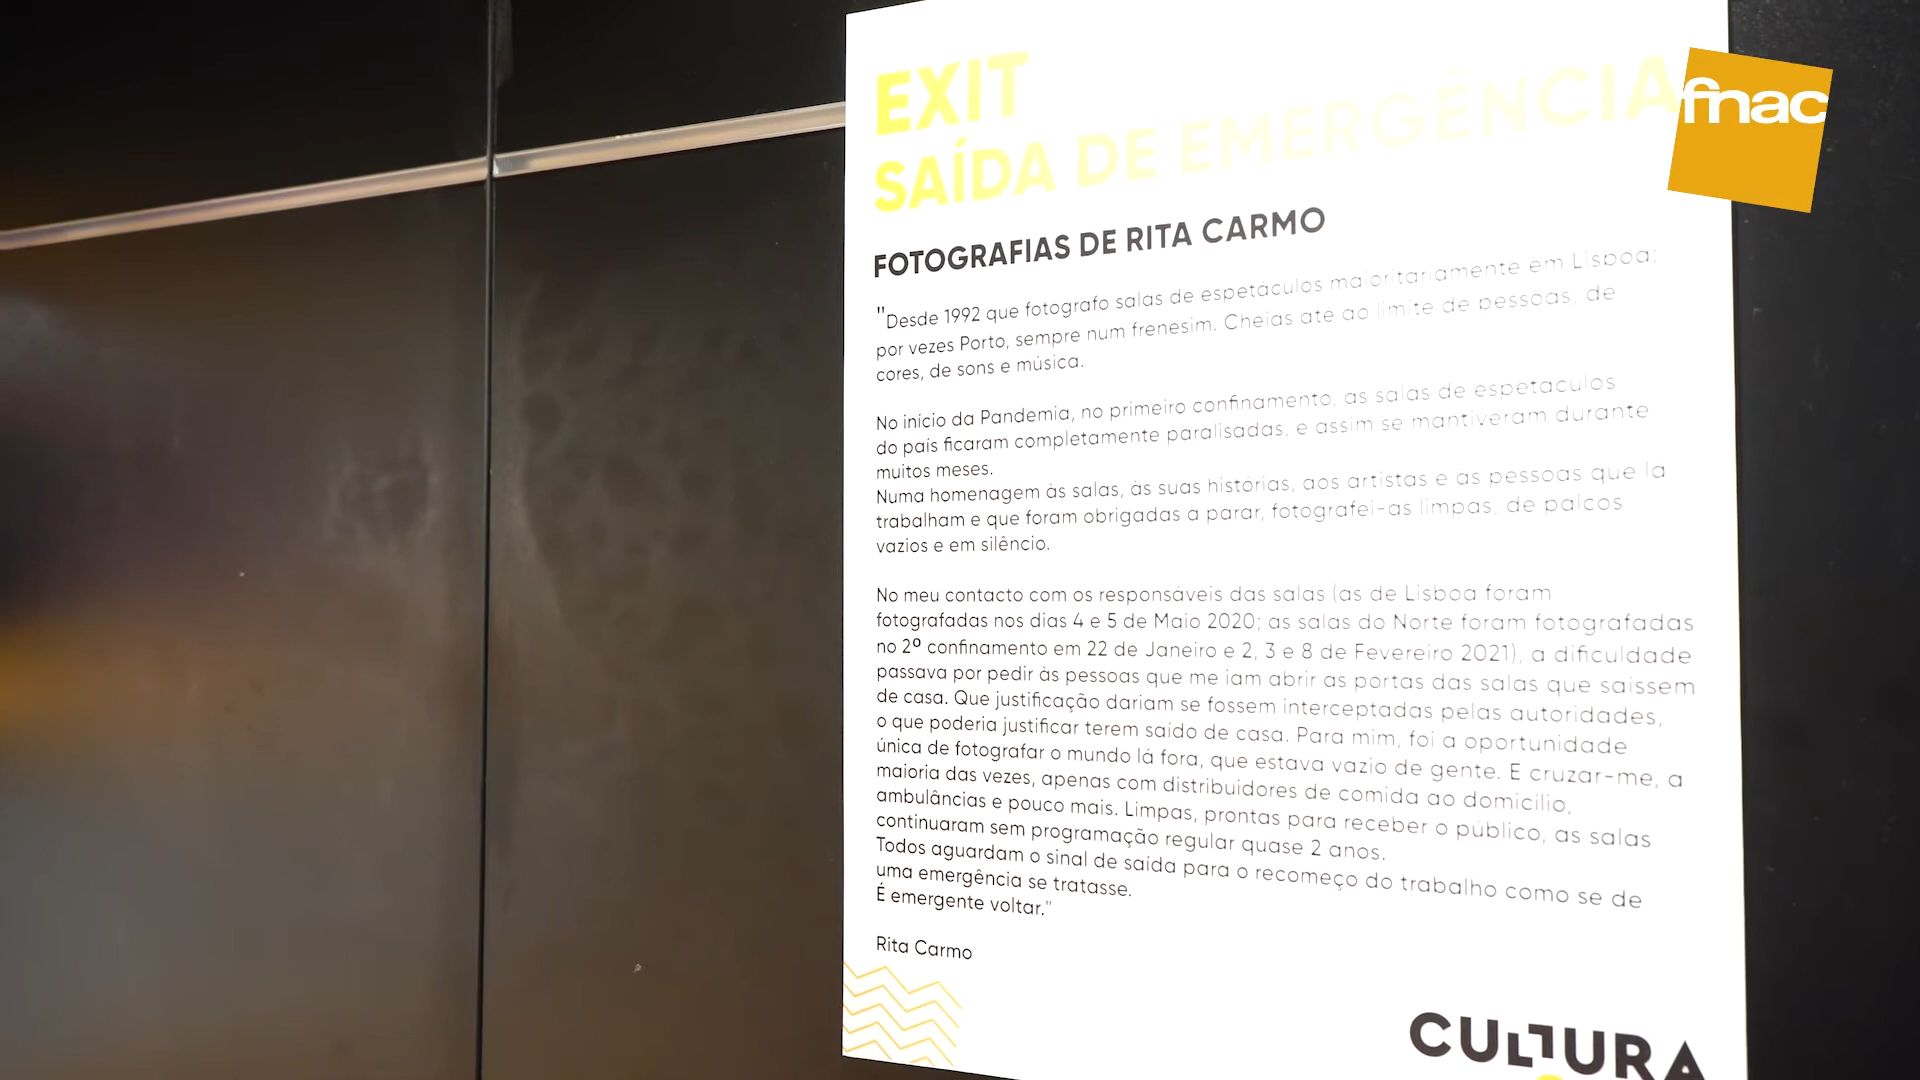 EXIT
SAÍDA DE EMERGÊNCIA
fnac
FOTOGRAFIAS DE RITA CARMO
"Desde 1992 que fotografo salas de espetáculos maioritariamente em Lisboa;
por vezes Porto, sempre num frenesim. Cheias até ao limite de pessoas, de
cores, de sons e música.
No início da Pandemia, no primeiro confinamento, as salas de espetáculos
do país ficaram completamente paralisadas, e assim se mantiveram durante
muitos meses.
Numa homenagem às salas, às suas histórias, aos artistas e às pessoas que lá
trabalham e que foram obrigadas a parar, fotografei-as limpas, de palcos
vazios e em silêncio.
No meu contacto com os responsáveis das salas (as de Lisboa foram
fotografadas nos dias 4 e 5 de Maio 2020; as salas do Norte foram fotografadas
no 2º confinamento em 22 de Janeiro e 2, 3 e 8 de Fevereiro 2021), a dificuldade
passava por pedir às pessoas que me iam abrir as portas das salas que saíssem
de casa. Que justificação dariam se fossem interceptadas pelas autoridades,
o que poderia justificar terem saído de casa. Para mim, foi a oportunidade
única de fotografar o mundo lá fora, que estava vazio de gente. E cruzar-me, a
maioria das vezes, apenas com distribuidores de comida ao domicílio,
ambulâncias e pouco mais. Limpas, prontas para receber o público, as salas
continuaram sem programação regular quase 2 anos.
Todos aguardam o sinal de saída para o recomeço do trabalho como se de
uma emergência se tratasse.
É emergente voltar."
Rita Carmo
CULTURA